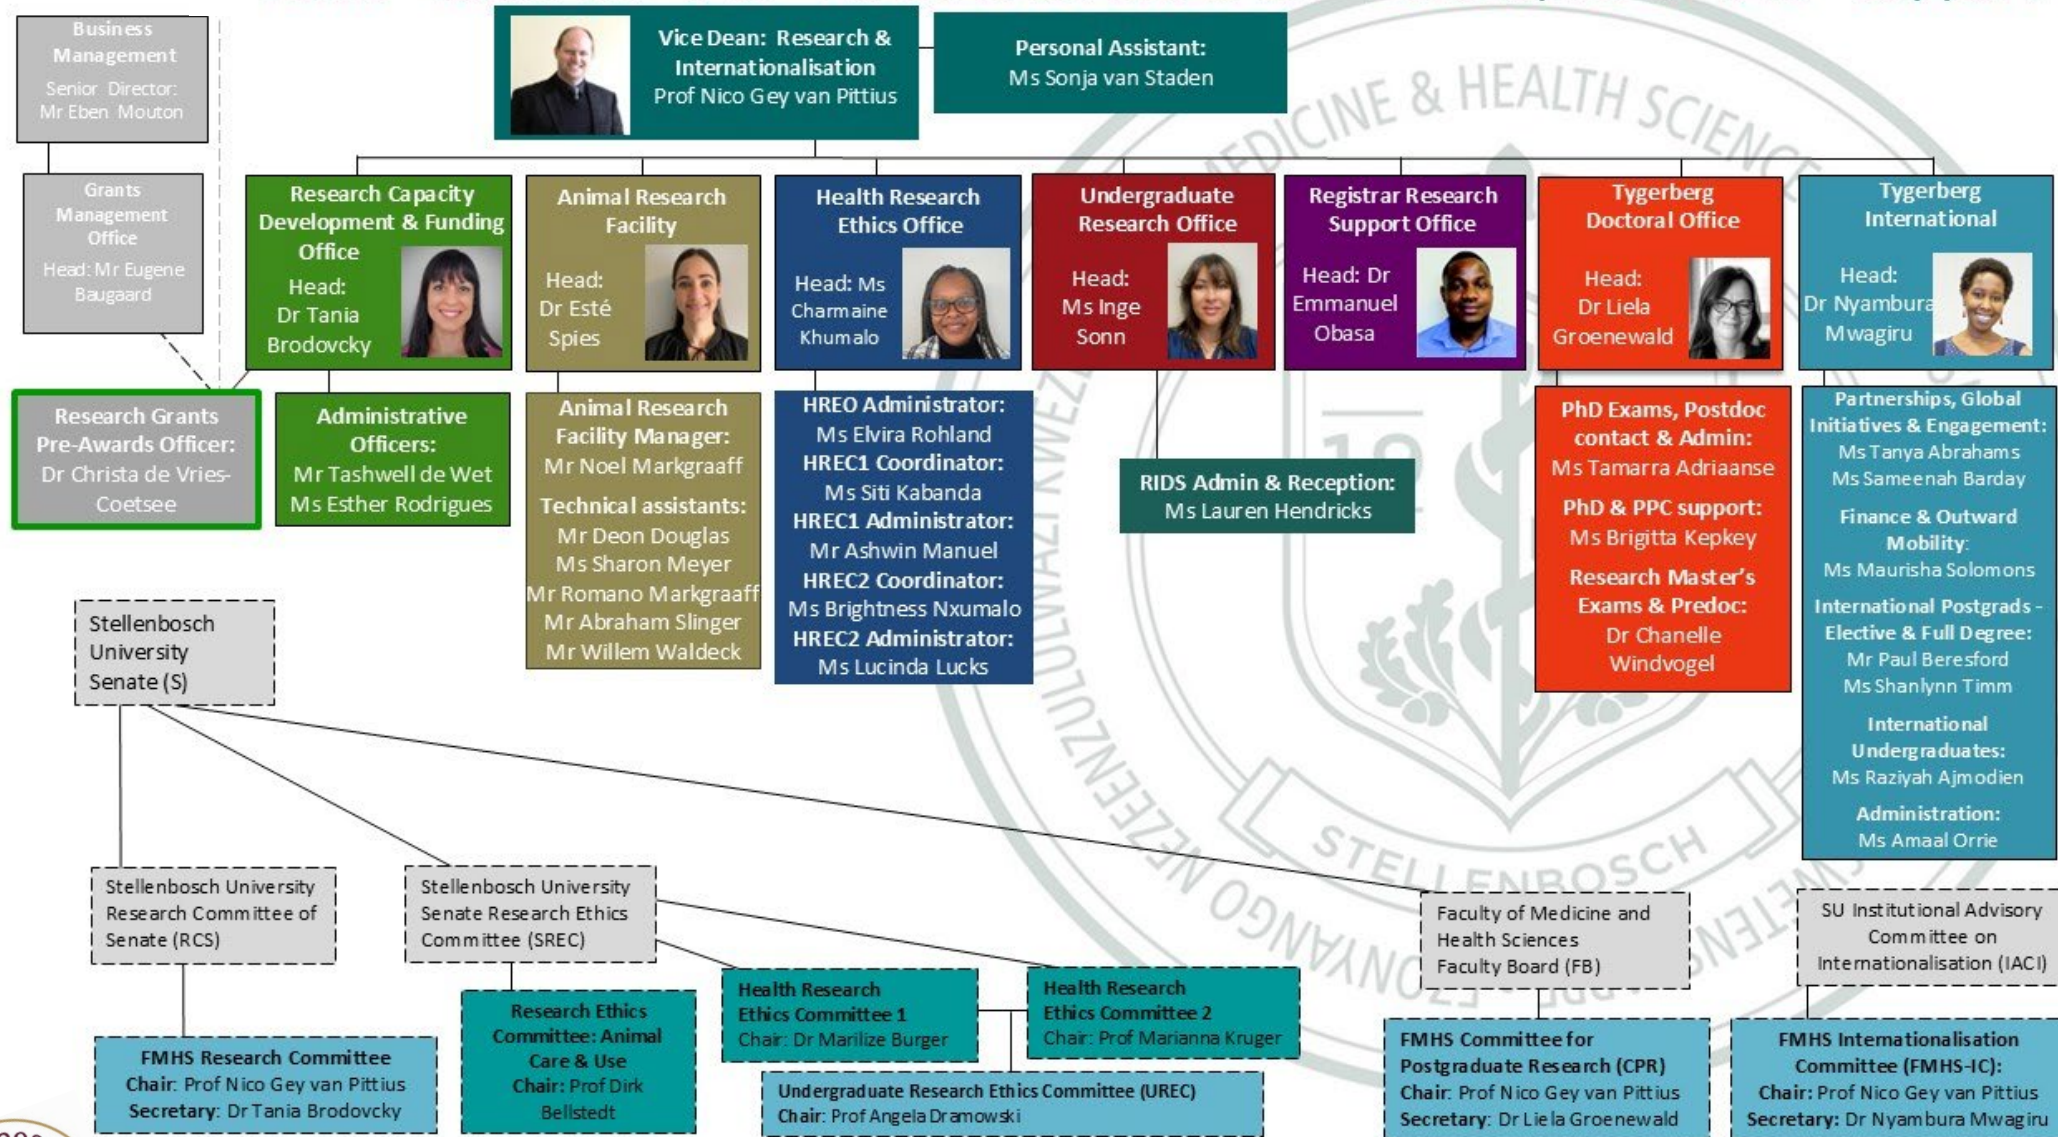 Business
Management
Senior Director:
Mr Eben Mouton
Vice Dean: Research &
Internationalisation
Prof Nico Gey van Pittius
Personal Assistant:
Ms Sonja van Staden
Grants
Management
Office
Head: Mr Eugene
Baugaard
Research Capacity
Development & Funding
Office
Head:
Dr Tania
Brodovcky
Animal Research
Facility
Head:
Dr Esté
Spies
Health Research
Ethics Office
Head: Ms
Charmaine
Khumalo
Undergraduate
Research Office
Head:
Ms Inge
Sonn
Registrar Research
Support Office
Head: Dr
Emmanuel
Obasa
Tygerberg
Doctoral Office
Head:
Dr Liela
Groenewald
Tygerberg
International
Head:
Dr Nyambura
Mwagiru
Research Grants
Pre-Awards Officer:
Dr Christa de Vries-
Coetsee
Administrative
Officers:
Mr Tashwell de Wet
Ms Esther Rodrigues
Animal Research
Facility Manager:
Mr Noel Markgraaff
Technical assistants:
Mr Deon Douglas
Ms Sharon Meyer
Mr Romano Markgraaff
Mr Abraham Slinger
Mr Willem Waldeck
HREO Administrator:
Ms Elvira Rohland
HREC1 Coordinator:
Ms Siti Kabanda
HREC1 Administrator:
Mr Ashwin Manuel
HREC2 Coordinator:
Ms Brightness Nxumalo
HREC2 Administrator:
Ms Lucinda Lucks
RIDS Admin & Reception:
Ms Lauren Hendricks
PhD Exams, Postdoc
contact & Admin:
Ms Tamarra Adriaanse
PhD & PPC support:
Ms Brigitta Kepkey
Research Master's
Exams & Predoc:
Dr Chanelle
Windvogel
Partnerships, Global
Initiatives & Engagement:
Ms Tanya Abrahams
Ms Sameenah Barday
Finance & Outward
Mobility:
Ms Maurisha Solomons
International Postgrads -
Elective & Full Degree:
Mr Paul Beresford
Ms Shanlynn Timm
International
Undergraduates:
Ms Raziyah Ajmodien
Administration:
Ms Amaal Orrie
Stellenbosch
University
Senate (S)
Stellenbosch University
Research Committee of
Senate (RCS)
Stellenbosch University
Senate Research Ethics
Committee (SREC)
Faculty of Medicine and
Health Sciences
Faculty Board (FB)
SU Institutional Advisory
Committee on
Internationalisation (IACI)
FMHS Research Committee
Chair: Prof Nico Gey van Pittius
Secretary: Dr Tania Brodovcky
Research Ethics
Committee: Animal
Care & Use
Chair: Prof Dirk
Bellstedt
Health Research
Ethics Committee 1
Chair: Dr Marilize Burger
Health Research
Ethics Committee 2
Chair: Prof Marianna Kruger
Undergraduate Research Ethics Committee (UREC)
Chair: Prof Angela Dramowski
FMHS Committee for
Postgraduate Research (CPR)
Chair: Prof Nico Gey van Pittius
Secretary: Dr Liela Groenewald
FMHS Internationalisation
Committee (FMHS-IC):
Chair: Prof Nico Gey van Pittius
Secretary: Dr Nyambura Mwagiru
MEDICINE & HEALTH SCIENCE
STELLENBOSCH